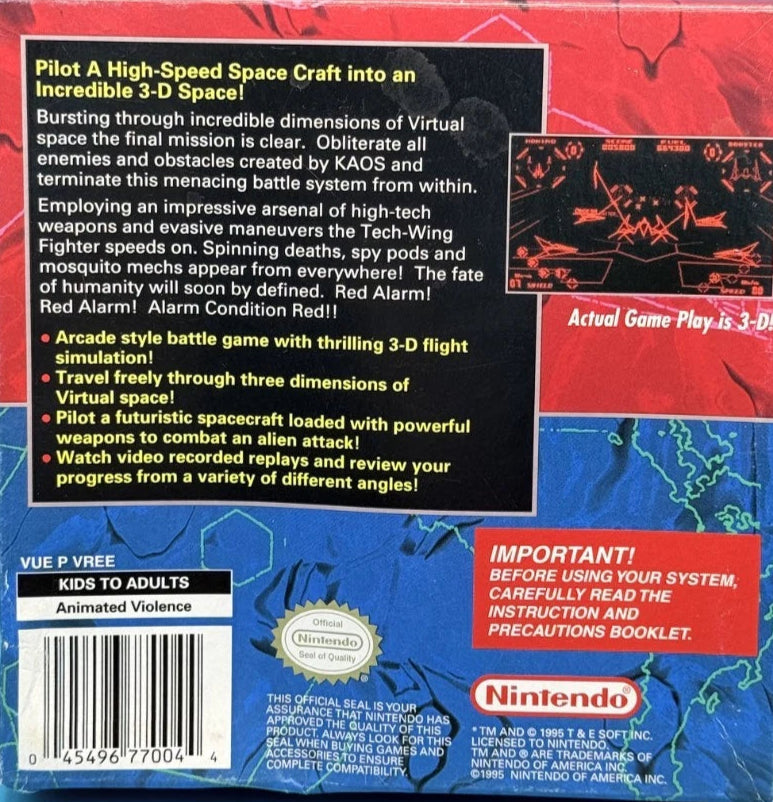 Pilot A High-Speed Space Craft into an
Incredible 3-D Space!
Bursting through incredible dimensions of Virtual
space the final mission is clear. Obliterate all
enemies and obstacles created by KAOS and
terminate this menacing battle system from within.
Employing an impressive arsenal of high-tech
weapons and evasive maneuvers the Tech-Wing
Fighter speeds on. Spinning deaths, spy pods and
mosquito mechs appear from everywhere! The fate
of humanity will soon by defined. Red Alarm!
Red Alarm! Alarm Condition Red!!
• Arcade style battle game with thrilling 3-D flight
simulation!
• Travel freely through three dimensions of
Virtual space!
• Pilot a futuristic spacecraft loaded with powerful
weapons to combat an alien attack!
• Watch video recorded replays and review your
progress from a variety of different angles!
SHIELD
SPEED
Actual Game Play is 3-D!
VUE P VREE
KIDS TO ADULTS
Animated Violence
0 45496 77004 4
Official
Nintendo
Seal of Quality
®
THIS OFFICIAL SEAL IS YOUR
ASSURANCE THAT NINTENDO HAS
APPROVED THE QUALITY OF THIS
PRODUCT. ALWAYS LOOK FOR THIS
SEAL WHEN BUYING GAMES AND
ACCESSORIES TO ENSURE
COMPLETE COMPATIBILITY.
IMPORTANT!
BEFORE USING YOUR SYSTEM,
CAREFULLY READ THE
INSTRUCTION AND
PRECAUTIONS BOOKLET.
Nintendo®
* TM AND © 1995 T & E SOFT INC.
LICENSED TO NINTENDO.
TM AND ® ARE TRADEMARKS OF
NINTENDO OF AMERICA INC.
©1995 NINTENDO OF AMERICA INC.